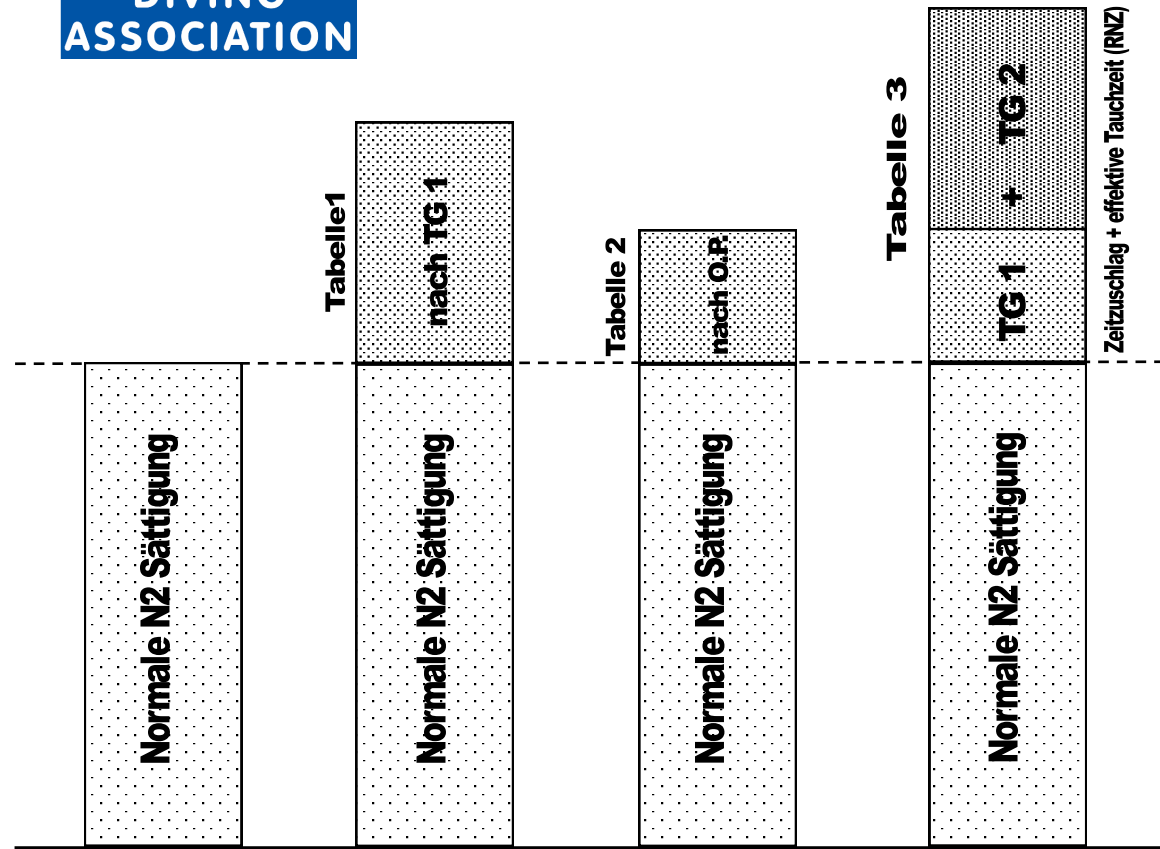 DIVING
ASSOCIATION
Normale N2 Sättigung
Tabelle1
nach TG 1
Normale N2 Sättigung
Tabelle 2
nach O.P.
Normale N2 Sättigung
Tabelle 3
TG 1 + TG 2
Normale N2 Sättigung
Zeitzuschlag + effektive Tauchzeit (RNZ)